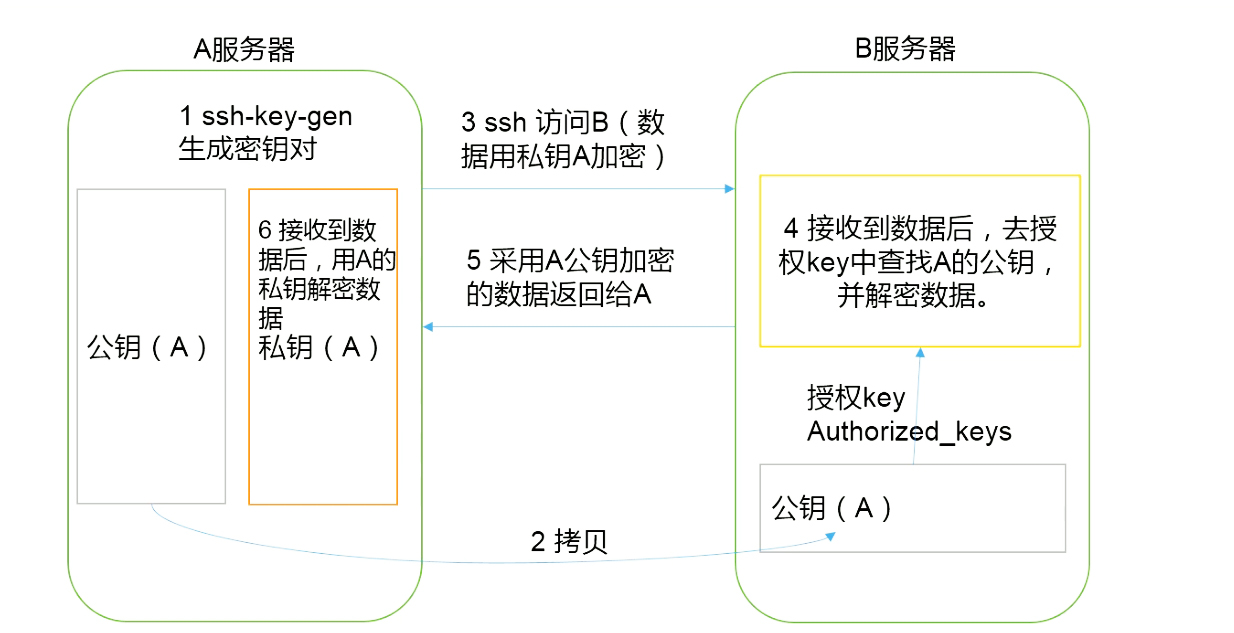 A服务器
B服务器
1 ssh-key-gen
生成密钥对
3 ssh 访问B（数
据用私钥A加密）
6 接收到数
据后，用A的
私钥解密数
据
私钥（A）
公钥（A）
4 接收到数据后，去授
权key中查找A的公钥，
并解密数据。
5 采用A公钥加密
的数据返回给A
授权key
Authorized_keys
公钥（A）
2 拷贝